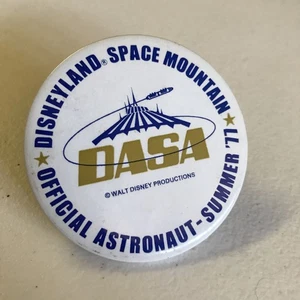 DISNEYLAND® SPACE MOUNTAIN
DASA
© WALT DISNEY PRODUCTIONS
OFFICIAL ASTRONAUT-SUMMER '77